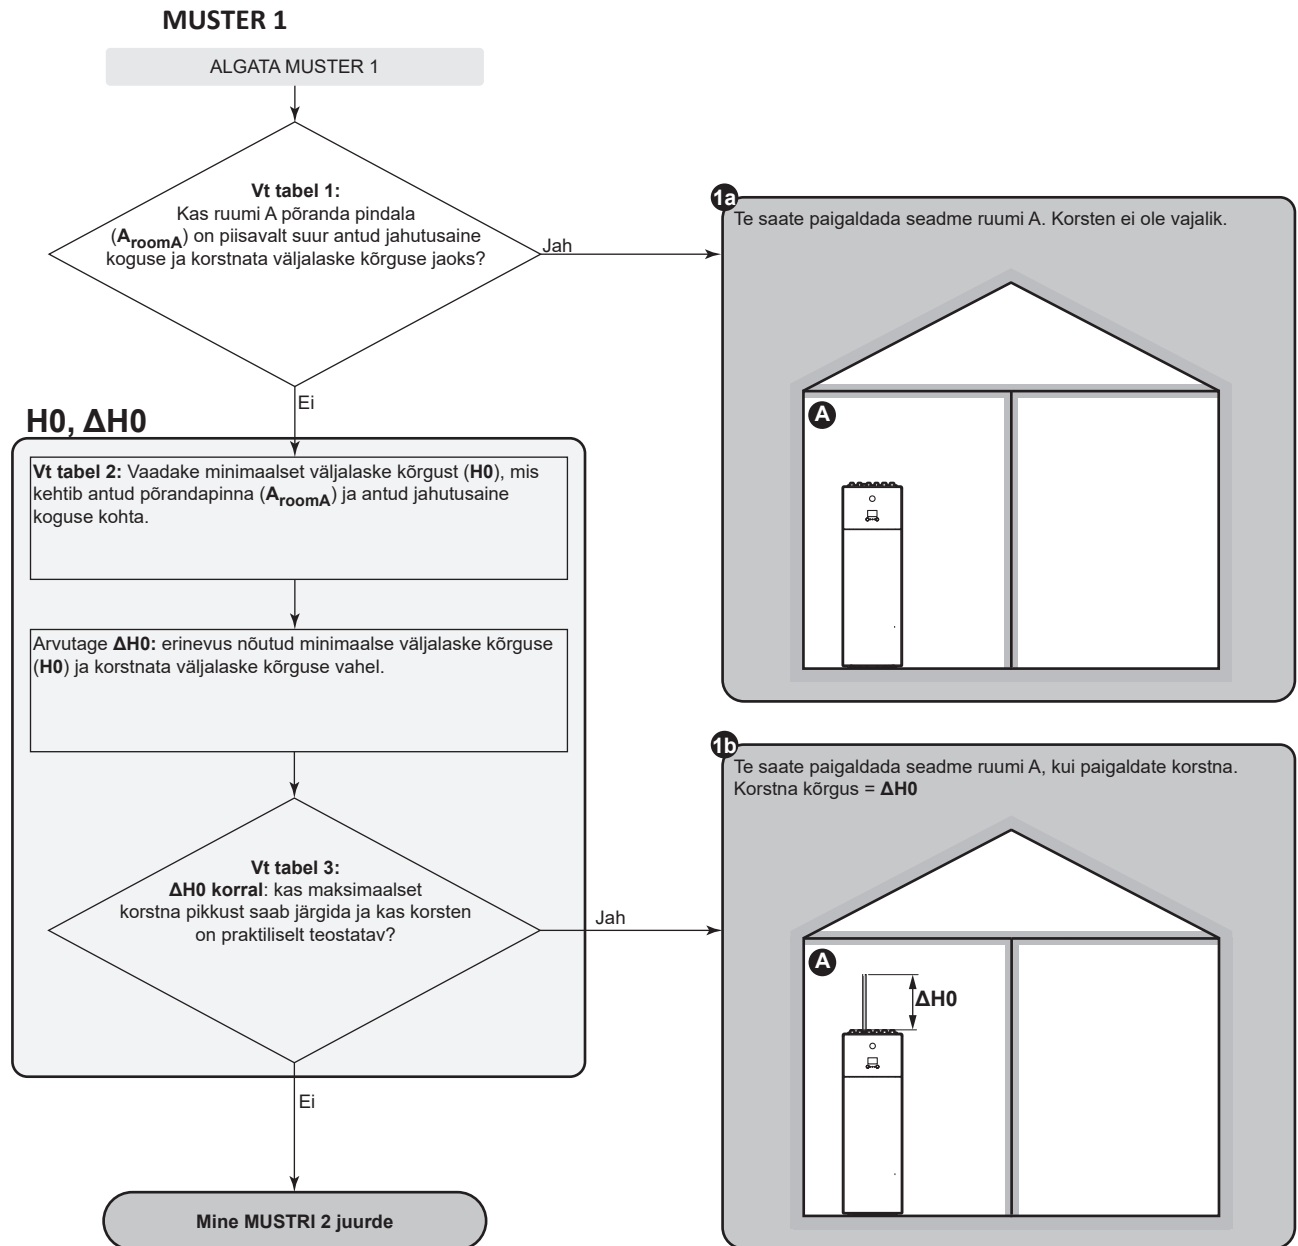 MUSTER 1
ALGATA MUSTER 1
Vt tabel 1:
Kas ruumi A põranda pindala
(AroomA) on piisavalt suur antud jahutusaine
koguse ja korstnata väljalaske kõrguse jaoks?
Jah
1a
Te saate paigaldada seadme ruumi A. Korsten ei ole vajalik.
A
Ei
H0, ΔH0
Vt tabel 2: Vaadake minimaalset väljalaske kõrgust (H0), mis
kehtib antud põrandapinna (AroomA) ja antud jahutusaine
koguse kohta.
Arvutage ΔH0: erinevus nõutud minimaalse väljalaske kõrguse
(H0) ja korstnata väljalaske kõrguse vahel.
Vt tabel 3:
ΔH0 korral: kas maksimaalset
korstna pikkust saab järgida ja kas korsten
on praktiliselt teostatav?
Jah
1b
Te saate paigaldada seadme ruumi A, kui paigaldate korstna.
Korstna kõrgus = ΔH0
A
ΔH0
Ei
Mine MUSTRI 2 juurde